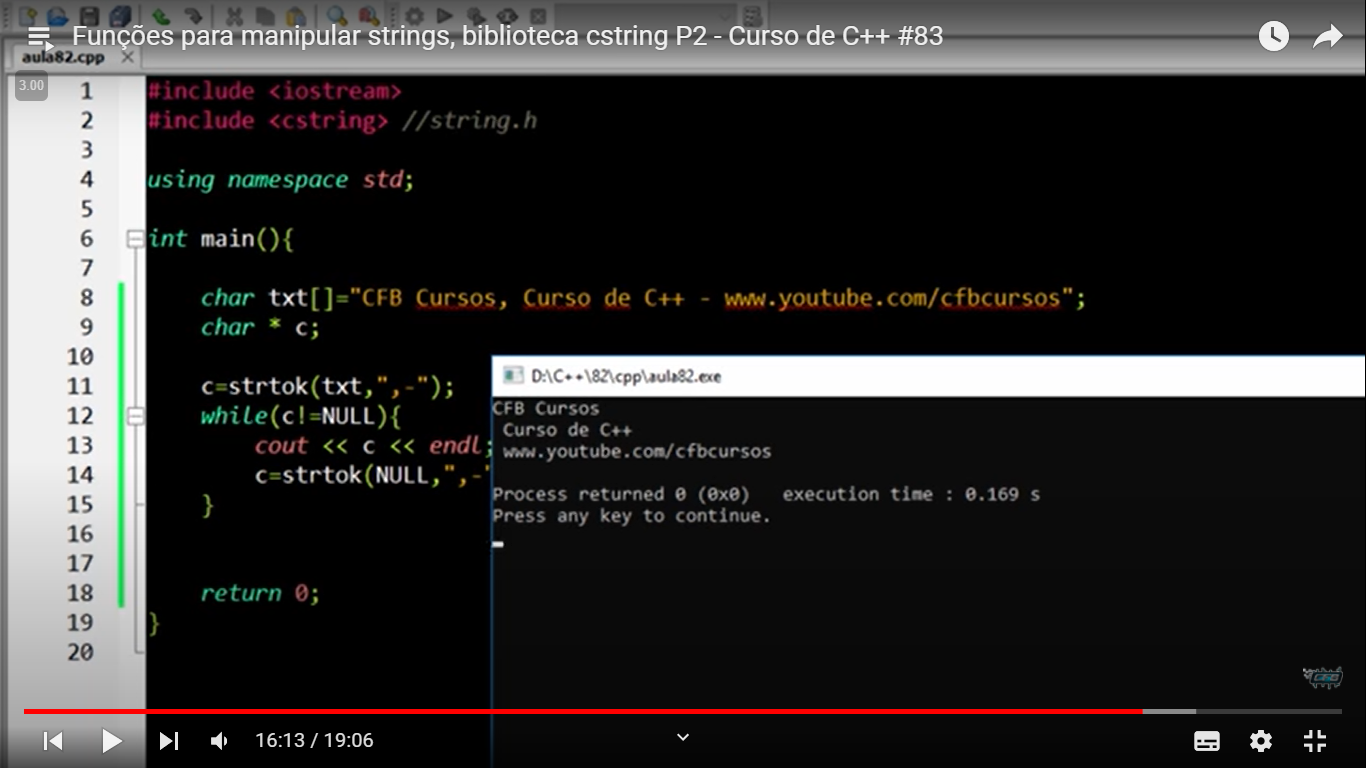 Funções para manipular strings, biblioteca cstring P2 - Curso de C++ #83
aula82.cpp
3.00
1 #include <iostream>
2 #include <cstring> //string.h
3
4 using namespace std;
5
6 int main(){
7
8 char txt[]="CFB Cursos, Curso de C++ - www.youtube.com/cfbcursos";
9 char * c;
10
11 c=strtok(txt,",-");
12 while(c!=NULL){
13 cout << c << endl;
14 c=strtok(NULL,",-"
15 }
16
17
18 return 0;
19 }
20
D:\C++\82\cpp\aula82.exe
CFB Cursos
Curso de C++
www.youtube.com/cfbcursos
Process returned 0 (0x0) execution time : 0.169 s
Press any key to continue.
16:13 / 19:06